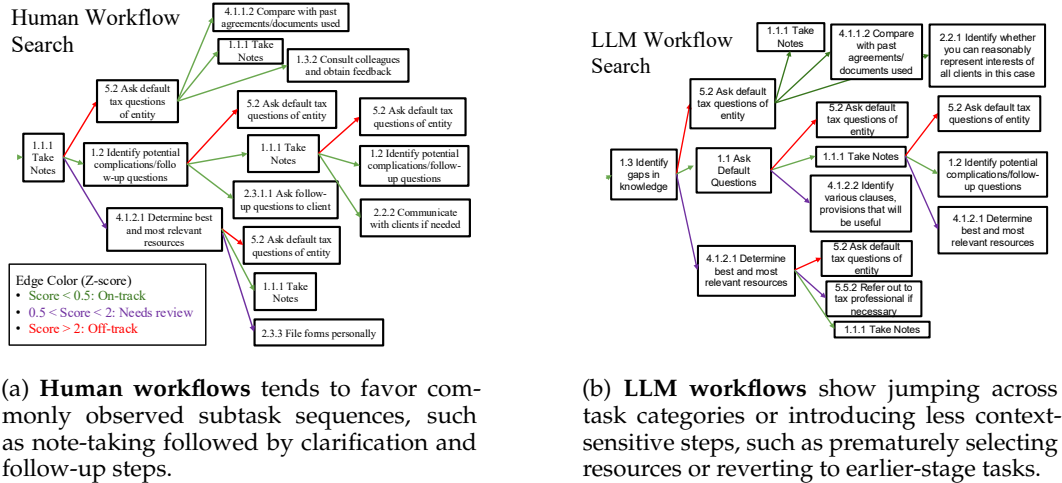 Human Workflow
Search
4.1.1.2 Compare with past
agreements/documents used
1.1.1 Take
Notes
1.3.2 Consult colleagues
and obtain feedback
5.2 Ask default
tax questions
of entity
5.2 Ask default
tax questions of entity
5.2 Ask default
tax questions of entity
1.1.1
Take
Notes
1.2 Identify potential
complications/follo
w-up questions
1.1.1 Take
Notes
1.2 Identify potential
complications/follow-
up questions
2.3.1.1 Ask follow-
up questions to client
2.2.2 Communicate
with clients if needed
4.1.2.1 Determine best
and most relevant
resources
5.2 Ask default tax
questions of entity
1.1.1 Take
Notes
2.3.3 File forms personally
Edge Color (Z-score)
• Score < 0.5: On-track
• 0.5 < Score < 2: Needs review
• Score > 2: Off-track
(a) Human workflows tends to favor com-
monly observed subtask sequences, such
as note-taking followed by clarification and
follow-up steps.
LLM Workflow
Search
1.1.1 Take
Notes
4.1.1.2 Compare
with past
agreements/
documents used
2.2.1 Identify whether
you can reasonably
represent interests of
all clients in this case
5.2 Ask default
tax questions of
entity
5.2 Ask default
tax questions of
entity
5.2 Ask default tax
questions of entity
1.3 Identify
gaps in
knowledge
1.1 Ask
Default
Questions
1.1.1 Take Notes
1.2 Identify potential
complications/follow-
up questions
4.1.2.2 Identify
various clauses,
provisions that will
be useful
4.1.2.1 Determine
best and most
relevant resources
4.1.2.1 Determine
best and most
relevant resources
5.2 Ask default
tax questions of
entity
5.5.2 Refer out to
tax professional if
necessary
1.1.1 Take Notes
(b) LLM workflows show jumping across
task categories or introducing less context-
sensitive steps, such as prematurely selecting
resources or reverting to earlier-stage tasks.